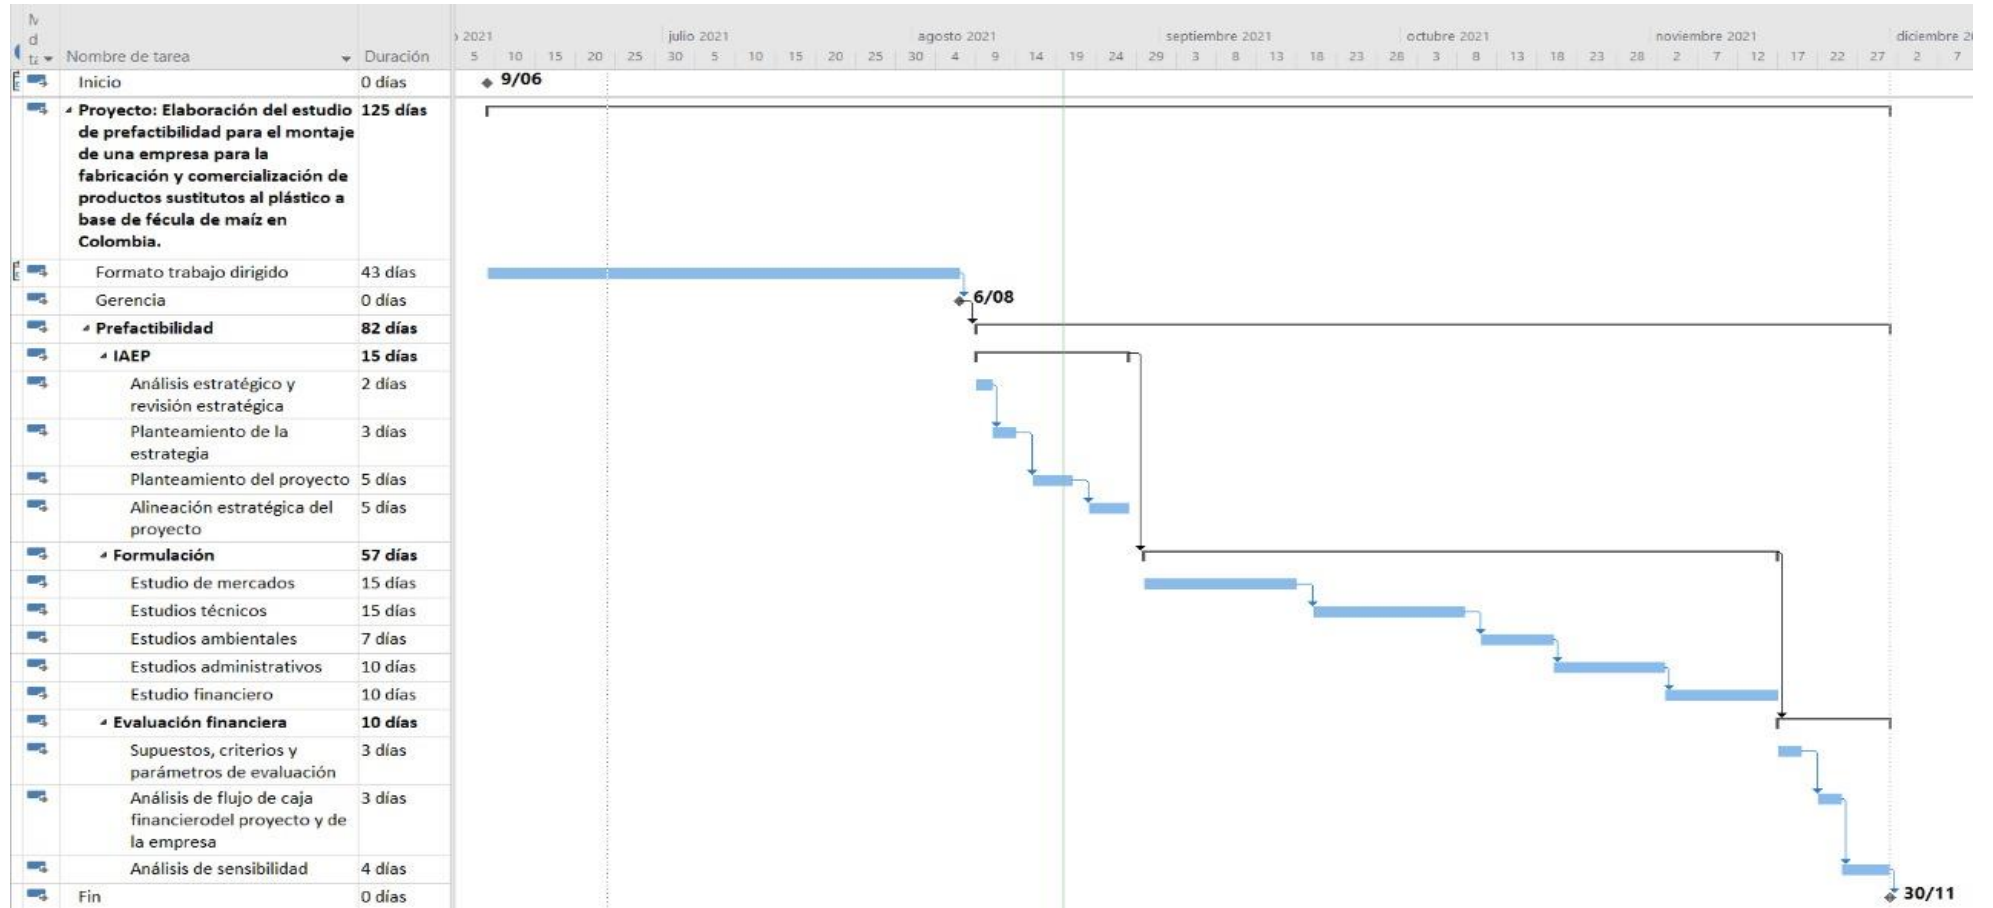 M
d
ta
Nombre de tarea
Duración
2021
julio 2021
agosto 2021
septiembre 2021
octubre 2021
noviembre 2021
diciembre 2
5 10 15 20 25 30 5 10 15 20 25 30 4 9 14 19 24 29 3 8 13 18 23 28 3 8 13 18 23 28 2 7 12 17 22 27 2 7
Inicio 0 días 9/06
Proyecto: Elaboración del estudio 125 días
de prefactibilidad para el montaje
de una empresa para la
fabricación y comercialización de
productos sustitutos al plástico a
base de fécula de maíz en
Colombia.
Formato trabajo dirigido 43 días
Gerencia 0 días 6/08
Prefactibilidad 82 días
IAEP 15 días
Análisis estratégico y 2 días
revisión estratégica
Planteamiento de la 3 días
estrategia
Planteamiento del proyecto 5 días
Alineación estratégica del 5 días
proyecto
Formulación 57 días
Estudio de mercados 15 días
Estudios técnicos 15 días
Estudios ambientales 7 días
Estudios administrativos 10 días
Estudio financiero 10 días
Evaluación financiera 10 días
Supuestos, criterios y 3 días
parámetros de evaluación
Análisis de flujo de caja 3 días
financierodel proyecto y de
la empresa
Análisis de sensibilidad 4 días
Fin 0 días 30/11